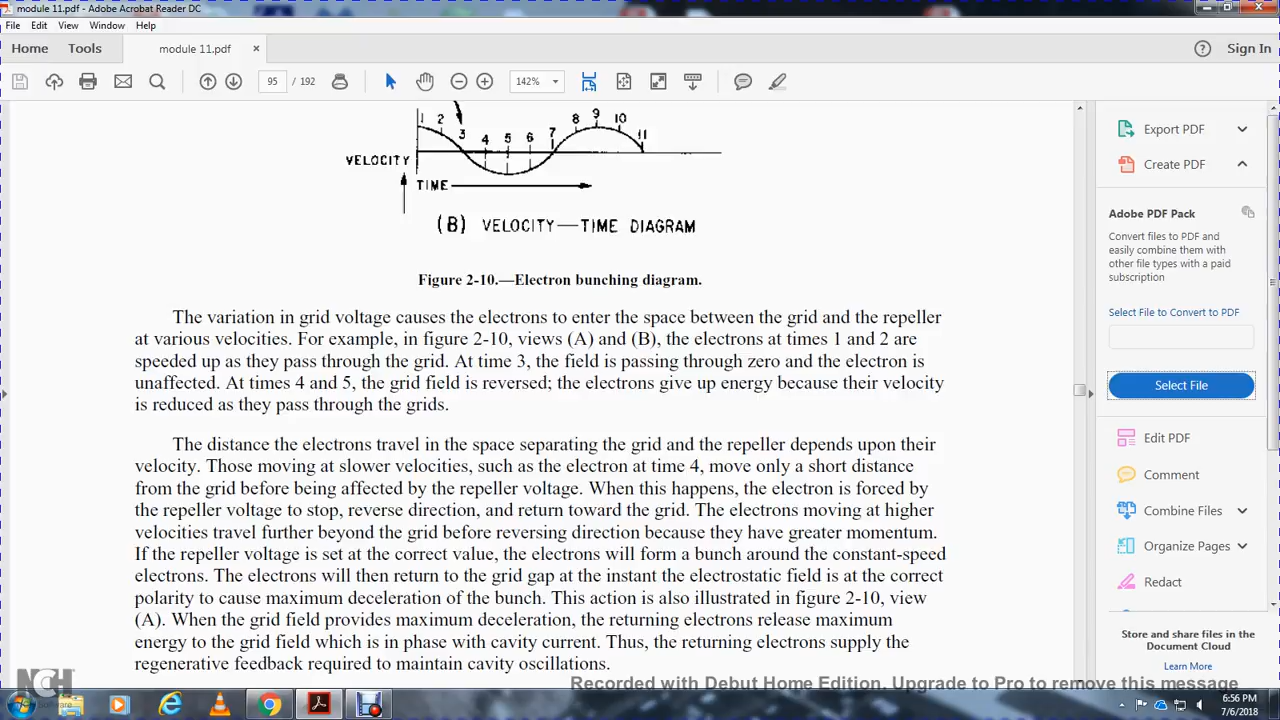 module 11.pdf - Adobe Acrobat Reader DC
File Edit View Window Help
Home Tools module 11.pdf × ? Sign In
95 / 192 142%
1 2 3 4 5 6 7 8 9 10 11
VELOCITY
TIME
(B) VELOCITY—TIME DIAGRAM
Figure 2-10.—Electron bunching diagram.
The variation in grid voltage causes the electrons to enter the space between the grid and the repeller
at various velocities. For example, in figure 2-10, views (A) and (B), the electrons at times 1 and 2 are
speeded up as they pass through the grid. At time 3, the field is passing through zero and the electron is
unaffected. At times 4 and 5, the grid field is reversed; the electrons give up energy because their velocity
is reduced as they pass through the grids.
The distance the electrons travel in the space separating the grid and the repeller depends upon their
velocity. Those moving at slower velocities, such as the electron at time 4, move only a short distance
from the grid before being affected by the repeller voltage. When this happens, the electron is forced by
the repeller voltage to stop, reverse direction, and return toward the grid. The electrons moving at higher
velocities travel further beyond the grid before reversing direction because they have greater momentum.
If the repeller voltage is set at the correct value, the electrons will form a bunch around the constant-speed
electrons. The electrons will then return to the grid gap at the instant the electrostatic field is at the correct
polarity to cause maximum deceleration of the bunch. This action is also illustrated in figure 2-10, view
(A). When the grid field provides maximum deceleration, the returning electrons release maximum
energy to the grid field which is in phase with cavity current. Thus, the returning electrons supply the
regenerative feedback required to maintain cavity oscillations.
Export PDF
Create PDF
Adobe PDF Pack
Convert files to PDF and
easily combine them with
other file types with a paid
subscription
Select File to Convert to PDF
Select File
Edit PDF
Comment
Combine Files
Organize Pages
Redact
Store and share files in the
Document Cloud
Learn More
NCH
Software
Recorded with Debut Home Edition. Upgrade to Pro to remove this message
6:56 PM
7/6/2018